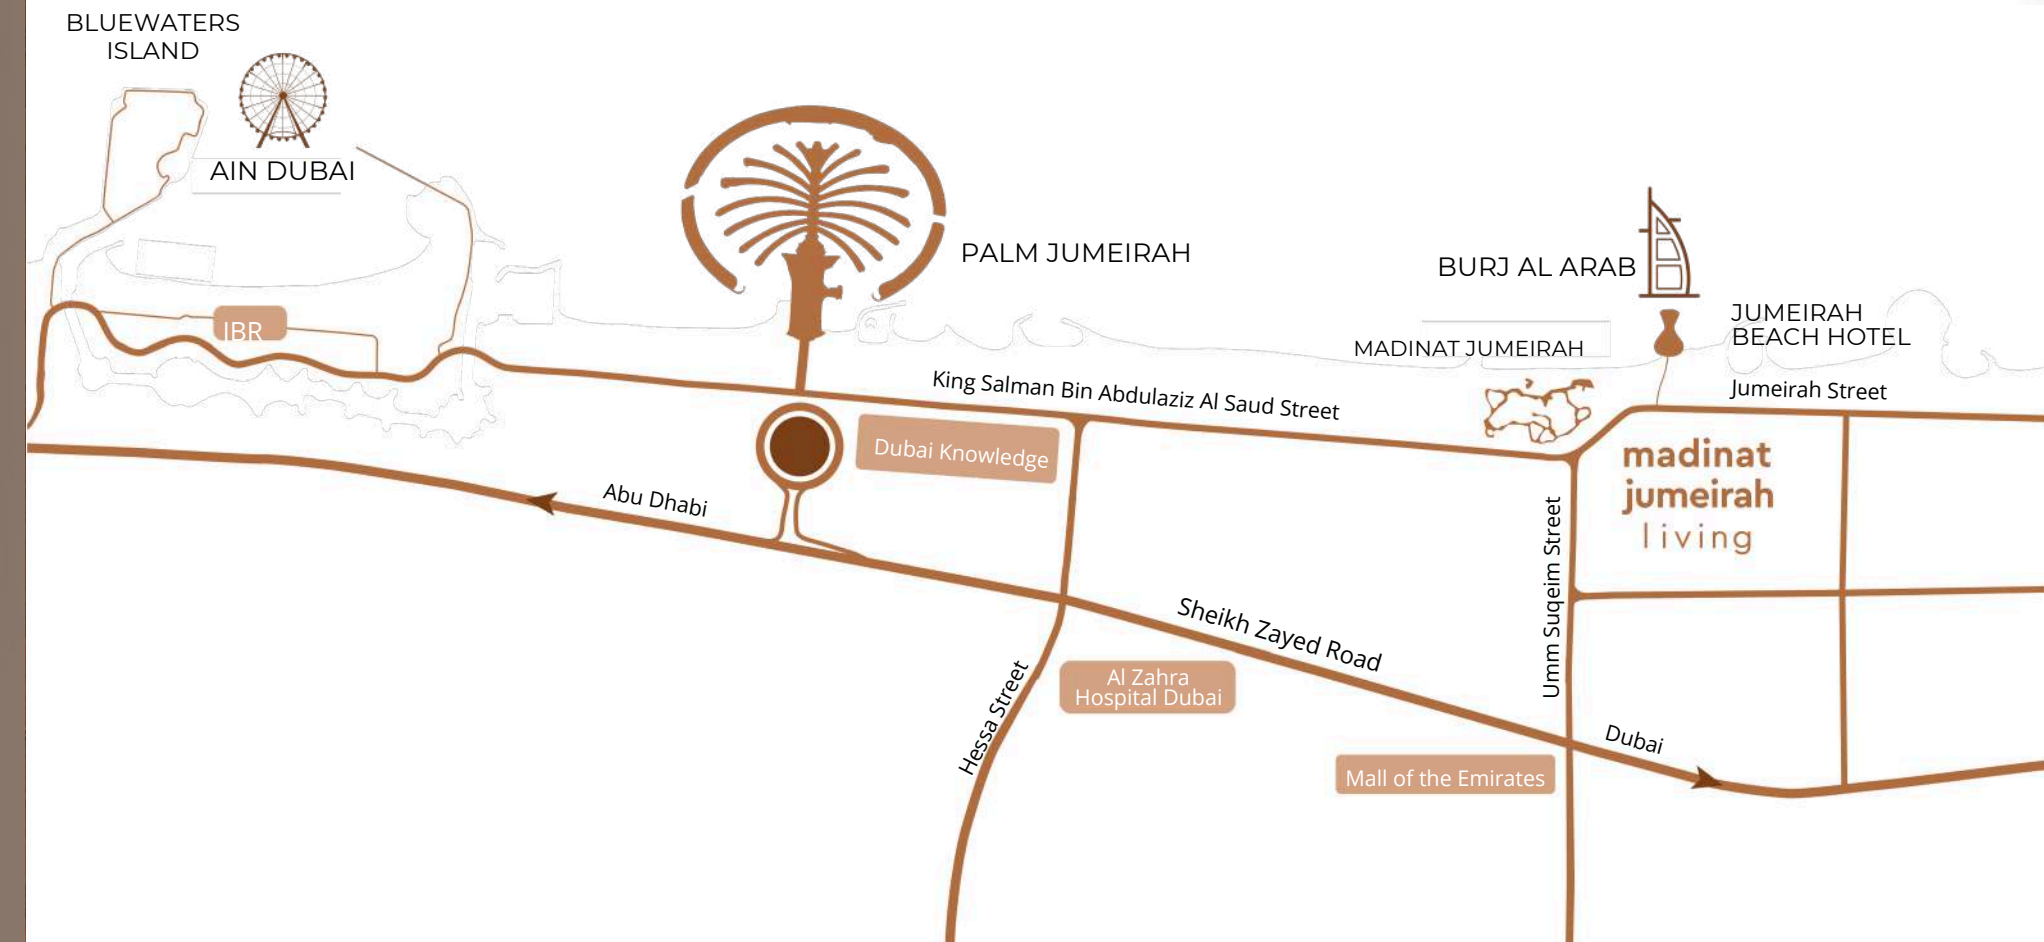 BLUEWATERS
ISLAND
AIN DUBAI
PALM JUMEIRAH
BURJ AL ARAB
JUMEIRAH
BEACH HOTEL
MADINAT JUMEIRAH
JBR
King Salman Bin Abdulaziz Al Saud Street
Jumeirah Street
Dubai Knowledge
madinat
jumeirah
living
Abu Dhabi
Umm Suqeim Street
Sheikh Zayed Road
Hessa Street
Al Zahra
Hospital Dubai
Dubai
Mall of the Emirates